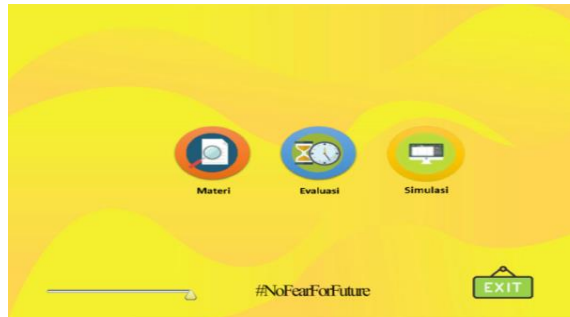 Materi
Evaluasi
Simulasi
#NoFearForFuture
EXIT